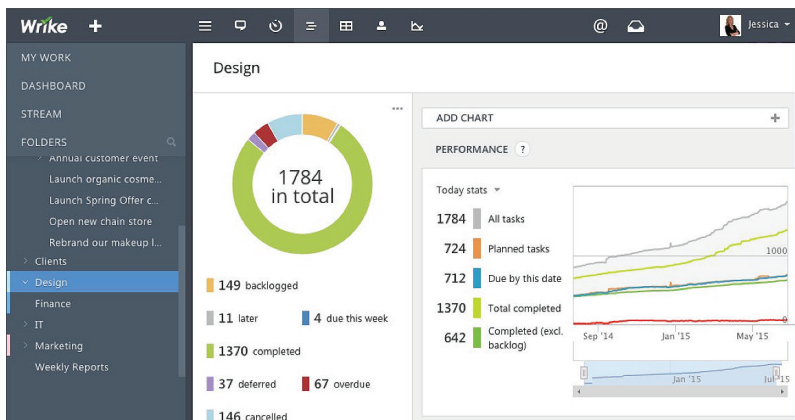 Wrike +
@
Jessica
MY WORK
DASHBOARD
STREAM
FOLDERS
Annual customer event
Launch organic cosme...
Launch Spring Offer c...
Open new chain store
Rebrand our makeup l...
Clients
Design
Finance
IT
Marketing
Weekly Reports
Design
...
1784
in total
149 backlogged
11 later
4 due this week
1370 completed
37 deferred
67 overdue
146 cancelled
ADD CHART +
PERFORMANCE ?
Today stats
1784 All tasks
724 Planned tasks
712 Due by this date
1370 Total completed
642 Completed (excl.
backlog)
1000
0
Sep '14 Jan '15 May '15
Jan '15 Jul '15